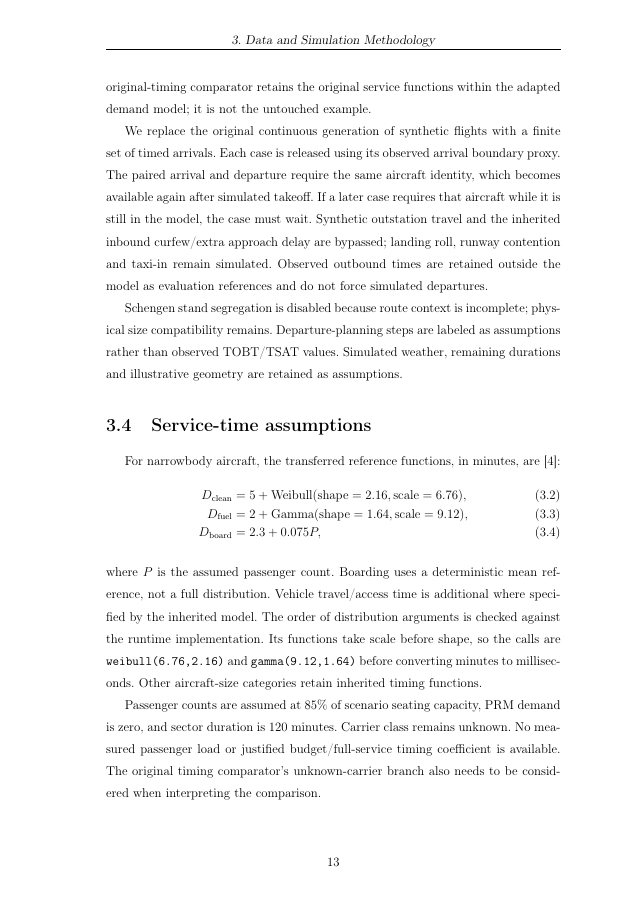 3. Data and Simulation Methodology
original-timing comparator retains the original service functions within the adapted
demand model; it is not the untouched example.
We replace the original continuous generation of synthetic flights with a finite
set of timed arrivals. Each case is released using its observed arrival boundary proxy.
The paired arrival and departure require the same aircraft identity, which becomes
available again after simulated takeoff. If a later case requires that aircraft while it is
still in the model, the case must wait. Synthetic outstation travel and the inherited
inbound curfew/extra approach delay are bypassed; landing roll, runway contention
and taxi-in remain simulated. Observed outbound times are retained outside the
model as evaluation references and do not force simulated departures.
Schengen stand segregation is disabled because route context is incomplete; phys-
ical size compatibility remains. Departure-planning steps are labeled as assumptions
rather than observed TOBT/TSAT values. Simulated weather, remaining durations
and illustrative geometry are retained as assumptions.
3.4 Service-time assumptions
For narrowbody aircraft, the transferred reference functions, in minutes, are [4]:
D_clean = 5 + Weibull(shape = 2.16, scale = 6.76), (3.2)
D_fuel = 2 + Gamma(shape = 1.64, scale = 9.12), (3.3)
D_board = 2.3 + 0.075P, (3.4)
where P is the assumed passenger count. Boarding uses a deterministic mean ref-
erence, not a full distribution. Vehicle travel/access time is additional where speci-
fied by the inherited model. The order of distribution arguments is checked against
the runtime implementation. Its functions take scale before shape, so the calls are
weibull(6.76,2.16) and gamma(9.12,1.64) before converting minutes to millisec-
onds. Other aircraft-size categories retain inherited timing functions.
Passenger counts are assumed at 85% of scenario seating capacity, PRM demand
is zero, and sector duration is 120 minutes. Carrier class remains unknown. No mea-
sured passenger load or justified budget/full-service timing coefficient is available.
The original timing comparator's unknown-carrier branch also needs to be consid-
ered when interpreting the comparison.
13